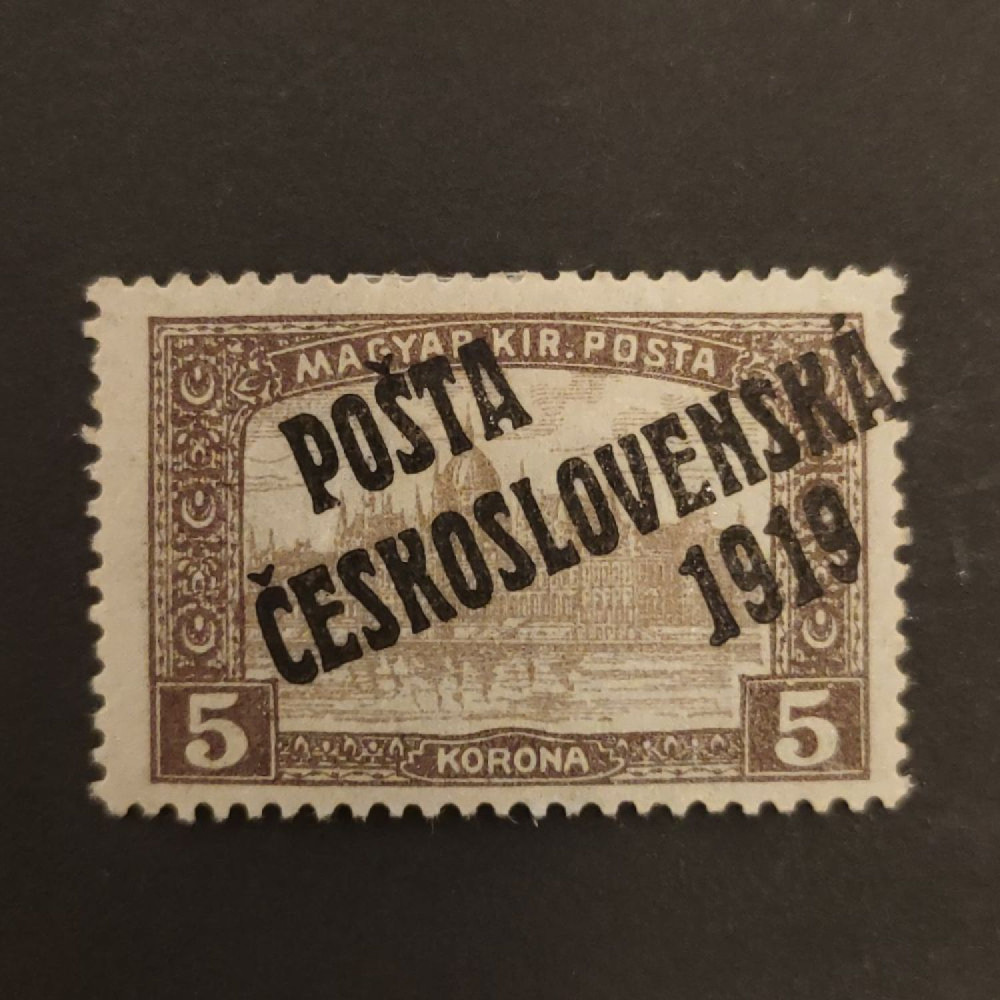 MAGYAR KIR. POSTA
POŠTA
ČESKOSLOVENSKÁ
1919
5 KORONA 5